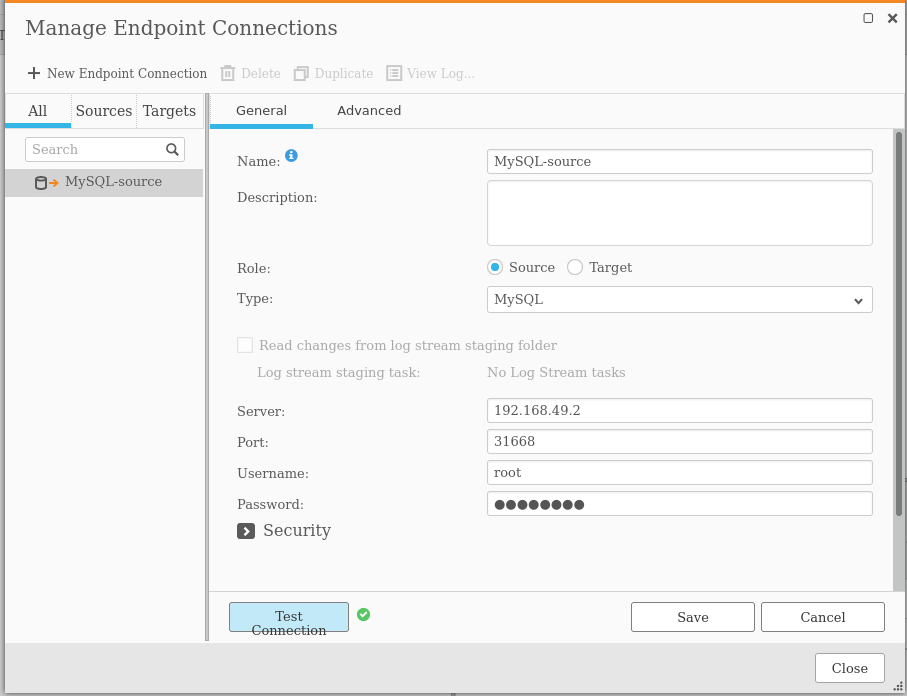 Manage Endpoint Connections
New Endpoint Connection Delete Duplicate View Log...
All Sources Targets
Search
MySQL-source
General Advanced
Name: MySQL-source
Description:
Role: Source Target
Type: MySQL
Read changes from log stream staging folder
Log stream staging task: No Log Stream tasks
Server: 192.168.49.2
Port: 31668
Username: root
Password: ●●●●●●●●
Security
Test
Connection
Save Cancel
Close